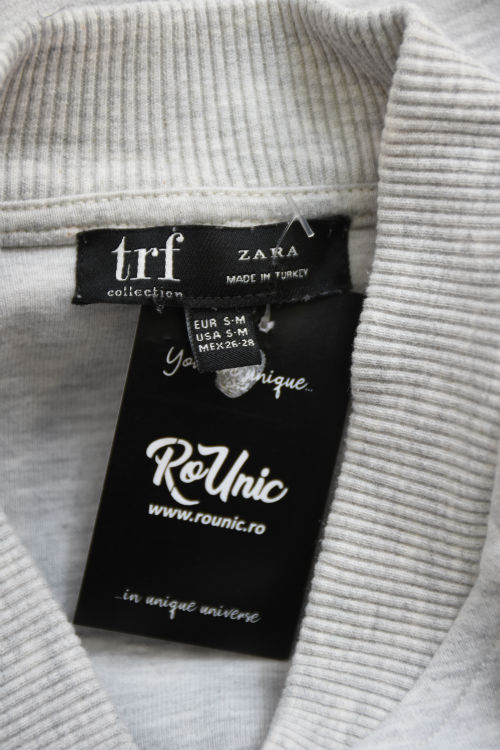 trf
collection
ZARA
MADE IN TURKEY
EUR S-M
USA S-M
MEX 26-28
unique...
RoUnic
www.rounic.ro
...in unique universe